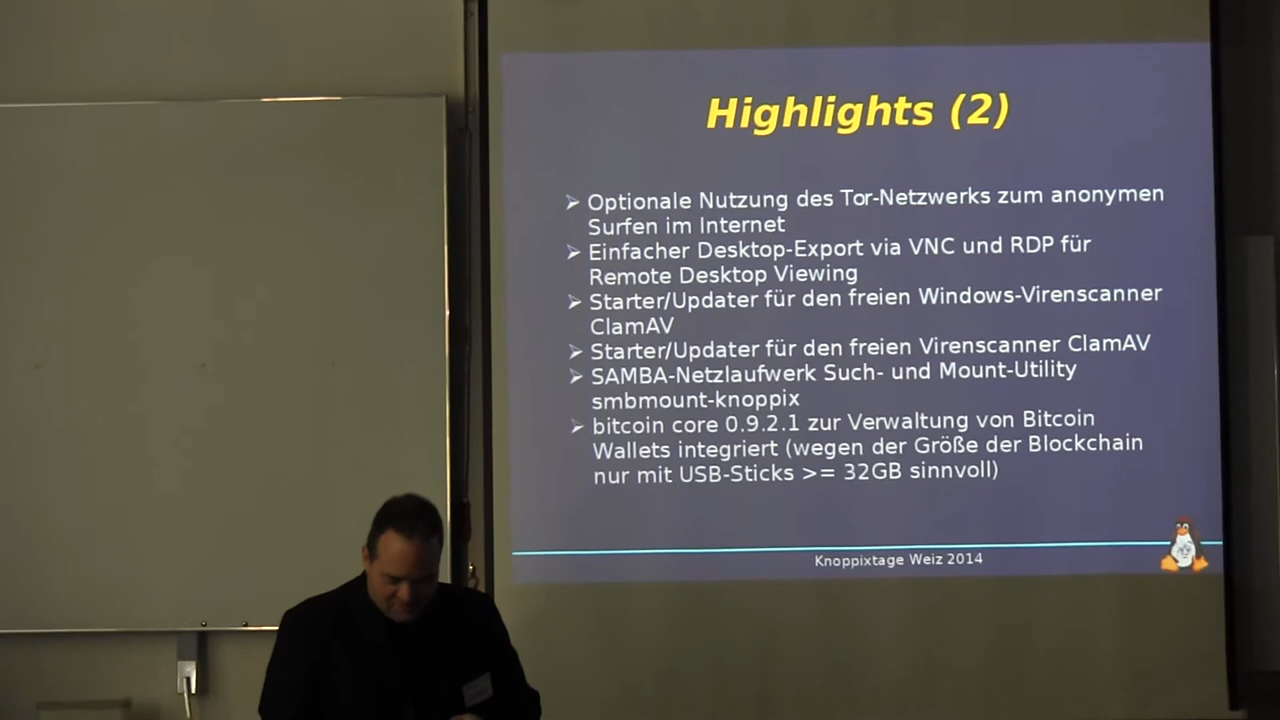 Highlights (2)
Optionale Nutzung des Tor-Netzwerks zum anonymen
Surfen im Internet
Einfacher Desktop-Export via VNC und RDP für
Remote Desktop Viewing
Starter/Updater für den freien Windows-Virenscanner
ClamAV
Starter/Updater für den freien Virenscanner ClamAV
SAMBA-Netzlaufwerk Such- und Mount-Utility
smbmount-knoppix
bitcoin core 0.9.2.1 zur Verwaltung von Bitcoin
Wallets integriert (wegen der Größe der Blockchain
nur mit USB-Sticks >= 32GB sinnvoll)
Knoppixtage Weiz 2014